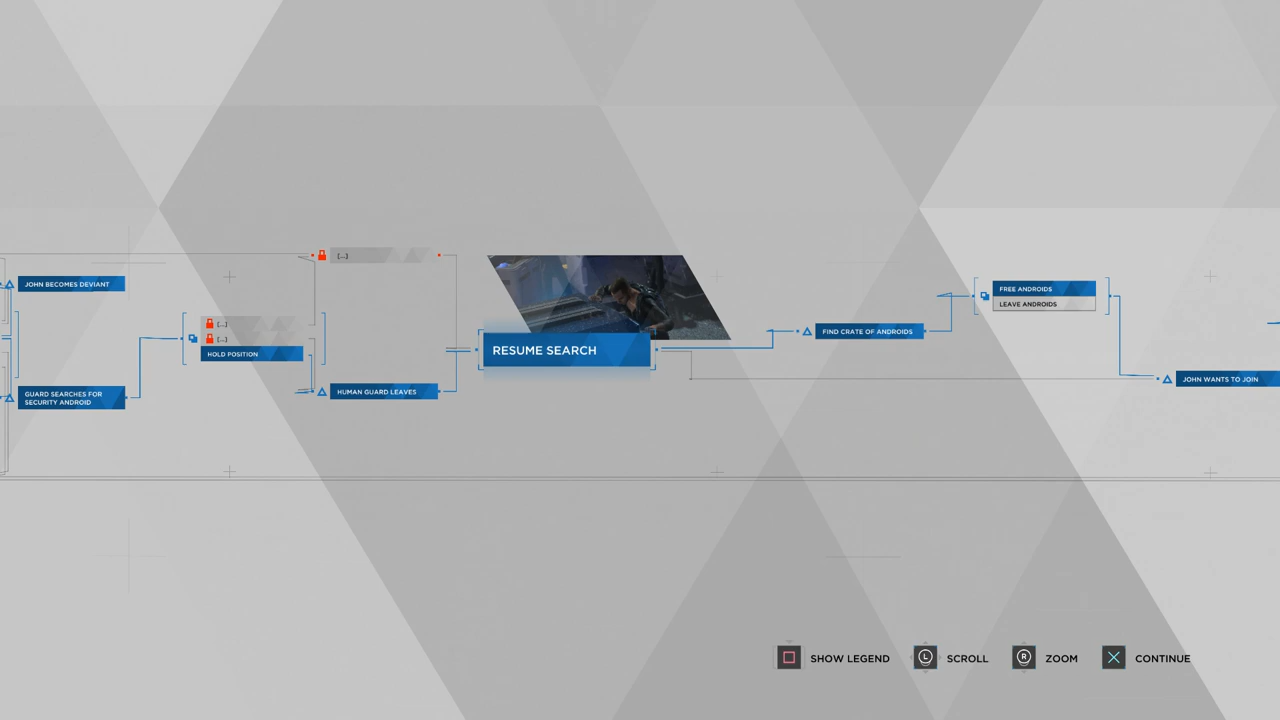 JOHN BECOMES DEVIANT
GUARD SEARCHES FOR
SECURITY ANDROID
[...]
[...]
HOLD POSITION
[...]
HUMAN GUARD LEAVES
RESUME SEARCH
FIND CRATE OF ANDROIDS
FREE ANDROIDS
LEAVE ANDROIDS
JOHN WANTS TO JOIN
SHOW LEGEND
L
SCROLL
R
ZOOM
CONTINUE